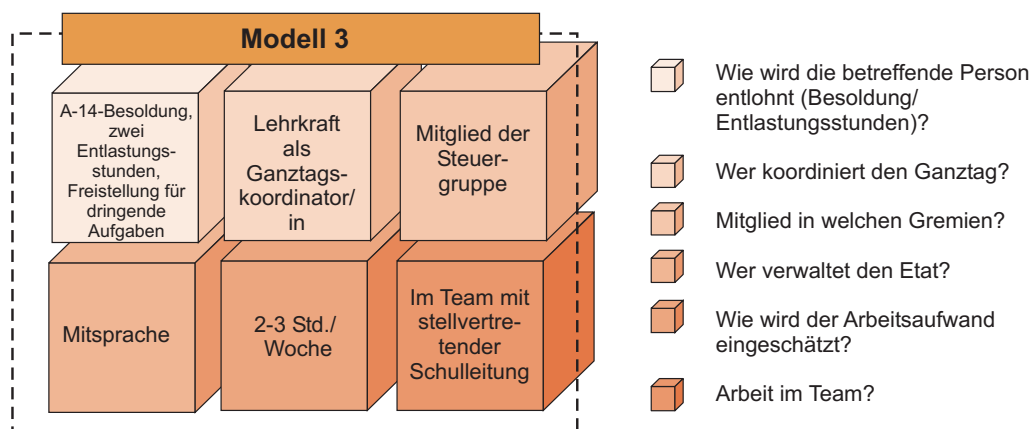 Modell 3
A-14-Besoldung,
zwei
Entlastungs-
stunden,
Freistellung für
dringende
Aufgaben
Lehrkraft
als
Ganztags-
koordinator/
in
Mitglied der
Steuer-
gruppe
Mitsprache
2-3 Std./
Woche
Im Team mit
stellvertre-
tender
Schulleitung
Wie wird die betreffende Person
entlohnt (Besoldung/
Entlastungsstunden)?
Wer koordiniert den Ganztag?
Mitglied in welchen Gremien?
Wer verwaltet den Etat?
Wie wird der Arbeitsaufwand
eingeschätzt?
Arbeit im Team?